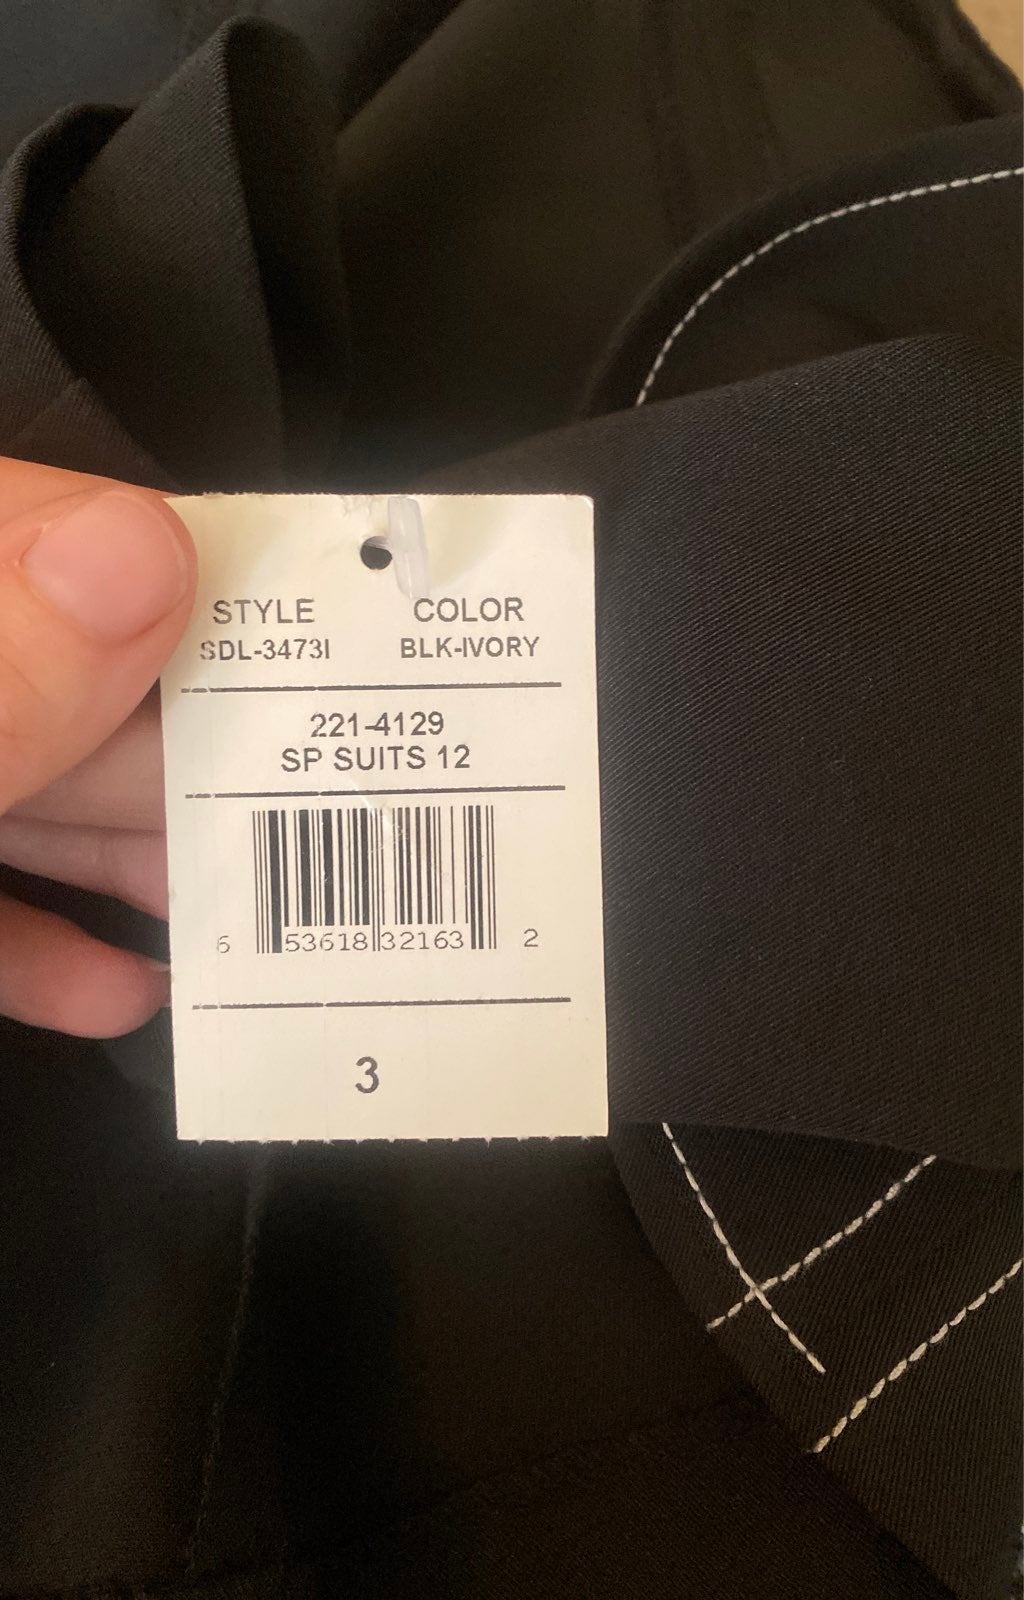 STYLE COLOR
SDL-3473I BLK-IVORY
221-4129
SP SUITS 12
6 53618 32163 2
3